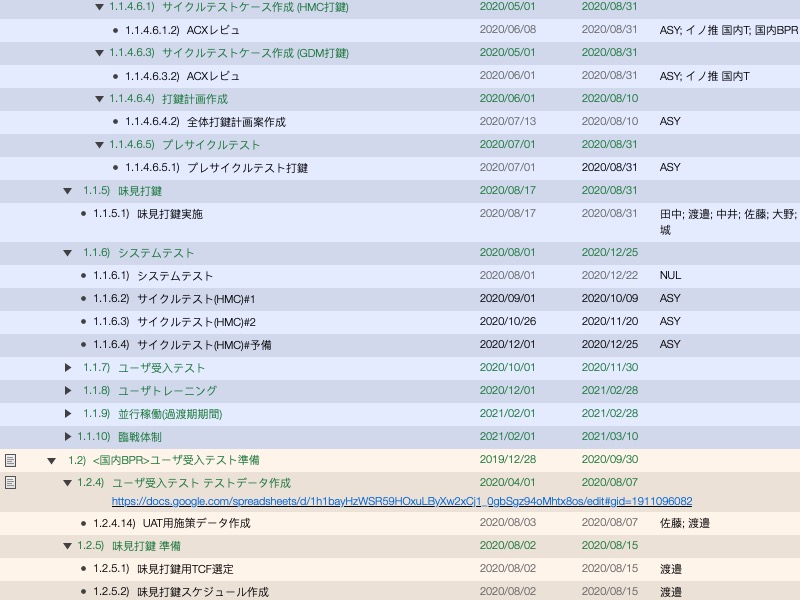 1.1.4.6.1) サイクルテストケース作成 (HMC打鍵) 2020/05/01 2020/08/31
1.1.4.6.1.2) ACXレビュ 2020/06/08 2020/08/31 ASY; イノ推 国内T; 国内BPR
1.1.4.6.3) サイクルテストケース作成 (GDM打鍵) 2020/05/01 2020/08/31
1.1.4.6.3.2) ACXレビュ 2020/06/01 2020/08/31 ASY; イノ推 国内T
1.1.4.6.4) 打鍵計画作成 2020/06/01 2020/08/10
1.1.4.6.4.2) 全体打鍵計画案作成 2020/07/13 2020/08/10 ASY
1.1.4.6.5) プレサイクルテスト 2020/07/01 2020/08/31
1.1.4.6.5.1) プレサイクルテスト打鍵 2020/07/01 2020/08/31 ASY
1.1.5) 味見打鍵 2020/08/17 2020/08/31
1.1.5.1) 味見打鍵実施 2020/08/17 2020/08/31 田中; 渡邉; 中井; 佐藤; 大野;
城
1.1.6) システムテスト 2020/08/01 2020/12/25
1.1.6.1) システムテスト 2020/08/01 2020/12/22 NUL
1.1.6.2) サイクルテスト(HMC)#1 2020/09/01 2020/10/09 ASY
1.1.6.3) サイクルテスト(HMC)#2 2020/10/26 2020/11/20 ASY
1.1.6.4) サイクルテスト(HMC)#予備 2020/12/01 2020/12/25 ASY
1.1.7) ユーザ受入テスト 2020/10/01 2020/11/30
1.1.8) ユーザトレーニング 2020/12/01 2021/02/28
1.1.9) 並行稼働(過渡期期間) 2021/02/01 2021/02/28
1.1.10) 臨戦体制 2021/02/01 2021/03/10
1.2) <国内BPR>ユーザ受入テスト準備 2019/12/28 2020/09/30
1.2.4) ユーザ受入テスト テストデータ作成 2020/04/01 2020/08/07
https://docs.google.com/spreadsheets/d/1h1bayHzWSR59HOxuLByXw2xCj1_0gbSgz94oMhtx8os/edit#gid=1911096082
1.2.4.14) UAT用施策データ作成 2020/08/03 2020/08/07 佐藤; 渡邉
1.2.5) 味見打鍵 準備 2020/08/02 2020/08/15
1.2.5.1) 味見打鍵用TCF選定 2020/08/02 2020/08/15 渡邉
1.2.5.2) 味見打鍵スケジュール作成 2020/08/02 2020/08/15 渡邉